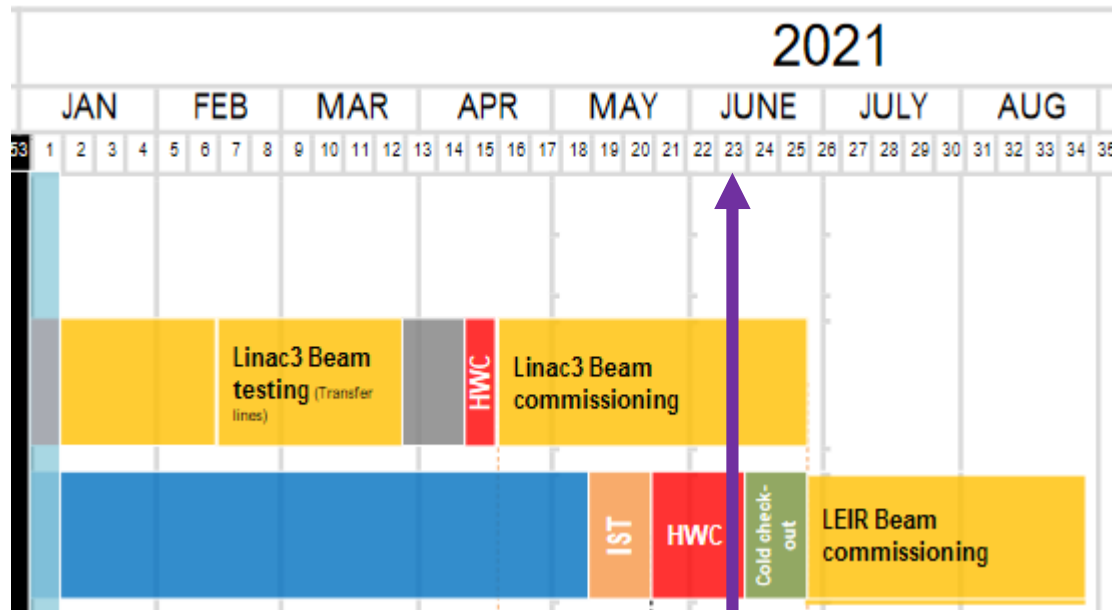 2021
JAN FEB MAR APR MAY JUNE JULY AUG
53 1 2 3 4 5 6 7 8 9 10 11 12 13 14 15 16 17 18 19 20 21 22 23 24 25 26 27 28 29 30 31 32 33 34 35
Linac3 Beam
testing (Transfer
lines)
HWC
Linac3 Beam
commissioning
IST
HWC
Cold check-
out
LEIR Beam
commissioning